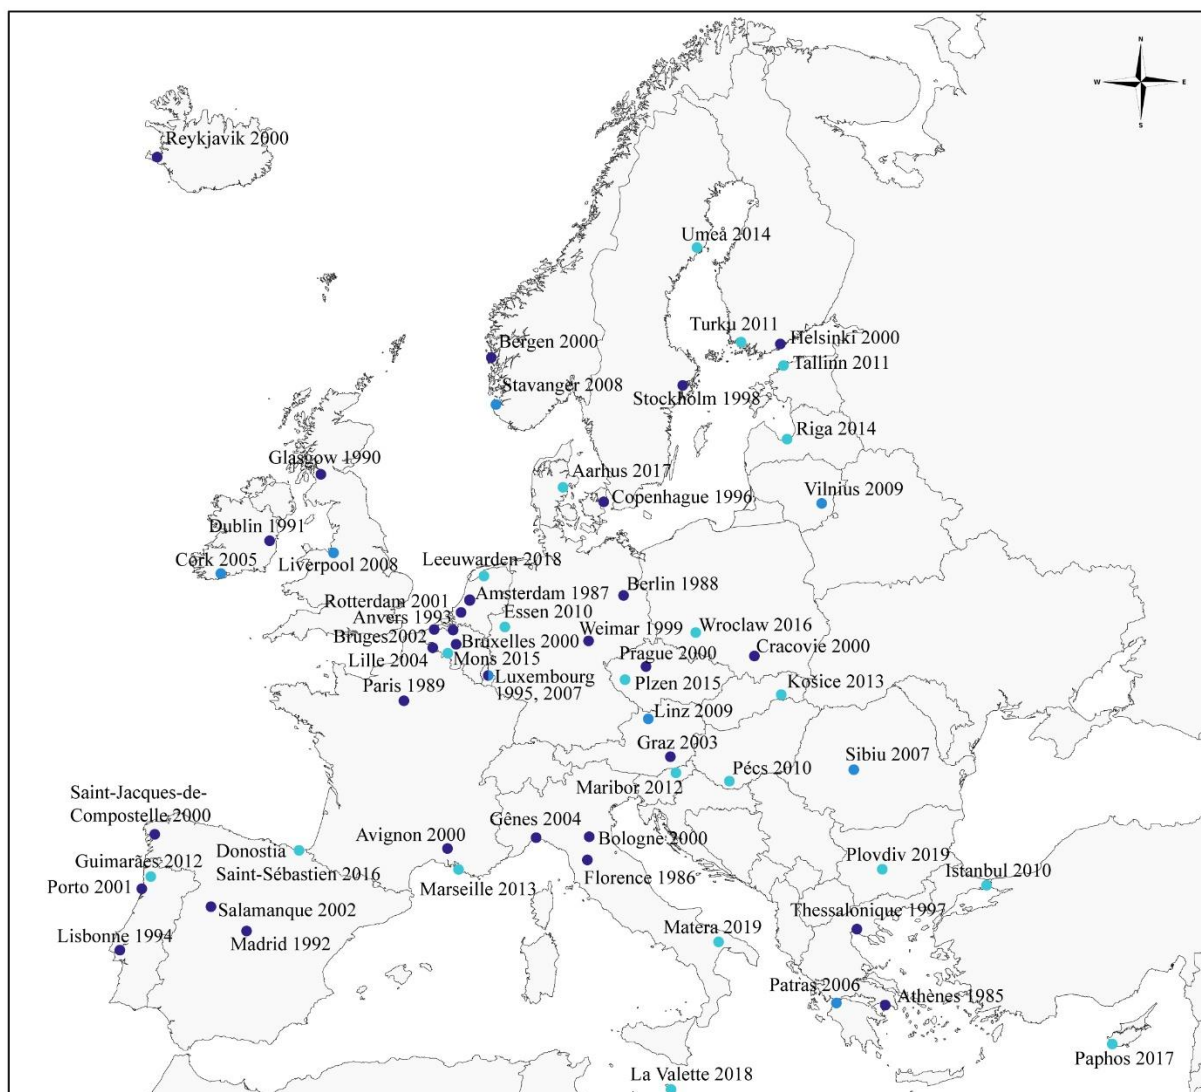 N
W E
S
Reykjavik 2000
Umeå 2014
Turku 2011
Helsinki 2000
Bergen 2000
Tallinn 2011
Stavanger 2008
Stockholm 1998
Riga 2014
Glasgow 1990
Aarhus 2017
Vilnius 2009
Copenhague 1996
Dublin 1991
Cork 2005
Liverpool 2008
Leeuwarden 2018
Berlin 1988
Amsterdam 1987
Rotterdam 2001
Essen 2010
Anvers 1993
Weimar 1999
Wroclaw 2016
Bruges2002
Bruxelles 2000
Cracovie 2000
Lille 2004
Mons 2015
Prague 2000
Luxembourg
1995, 2007
Plzen 2015
Košice 2013
Paris 1989
Linz 2009
Graz 2003
Sibiu 2007
Pécs 2010
Maribor 2012
Saint-Jacques-de-
Compostelle 2000
Gênes 2004
Avignon 2000
Bologne 2000
Donostia
Saint-Sébastien 2016
Guimarães 2012
Plovdiv 2019
Marseille 2013
Florence 1986
Istanbul 2010
Porto 2001
Salamanque 2002
Thessalonique 1997
Matera 2019
Lisbonne 1994
Madrid 1992
Patras 2006
Athènes 1985
Paphos 2017
La Valette 2018